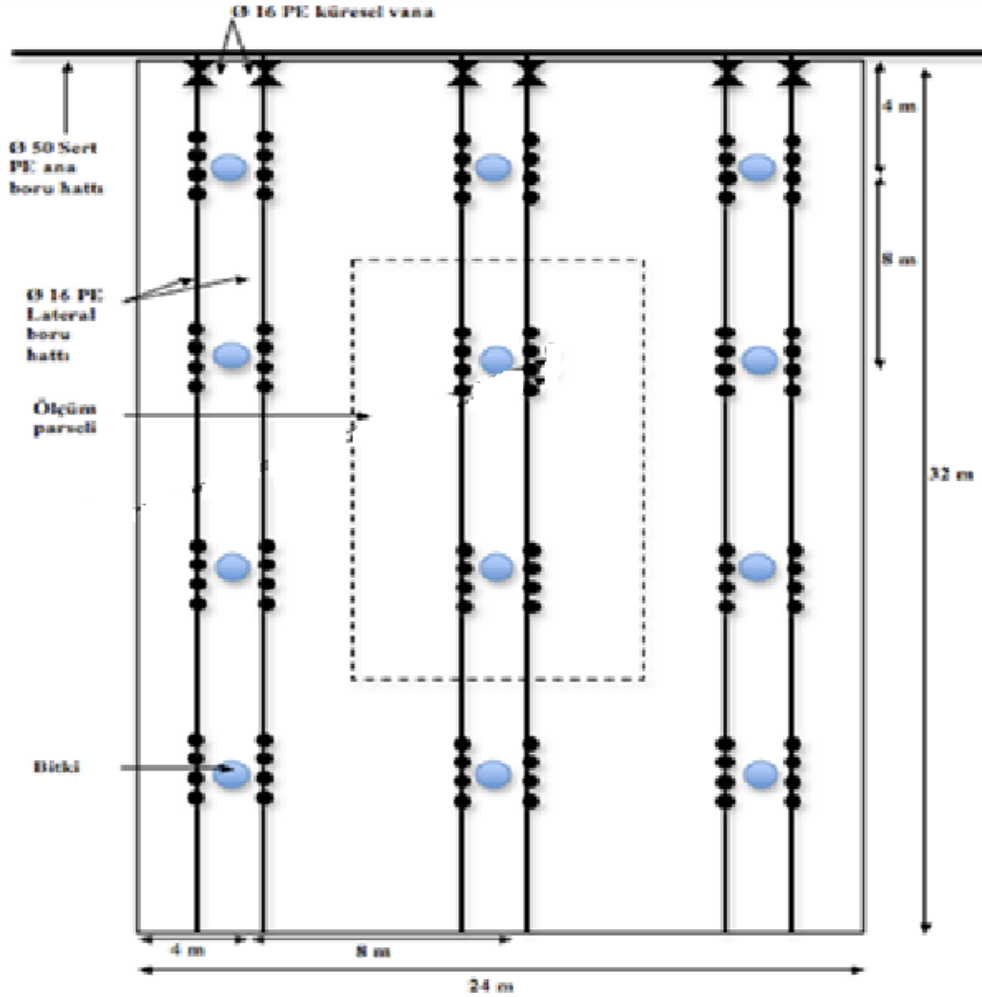 Ø 16 PE küresel vana
4 m
Ø 50 Sert
PE ana
boru hattı
8 m
Ø 16 PE
Lateral
boru
hattı
Ölçüm
parseli
32 m
Bitki
4 m
8 m
24 m